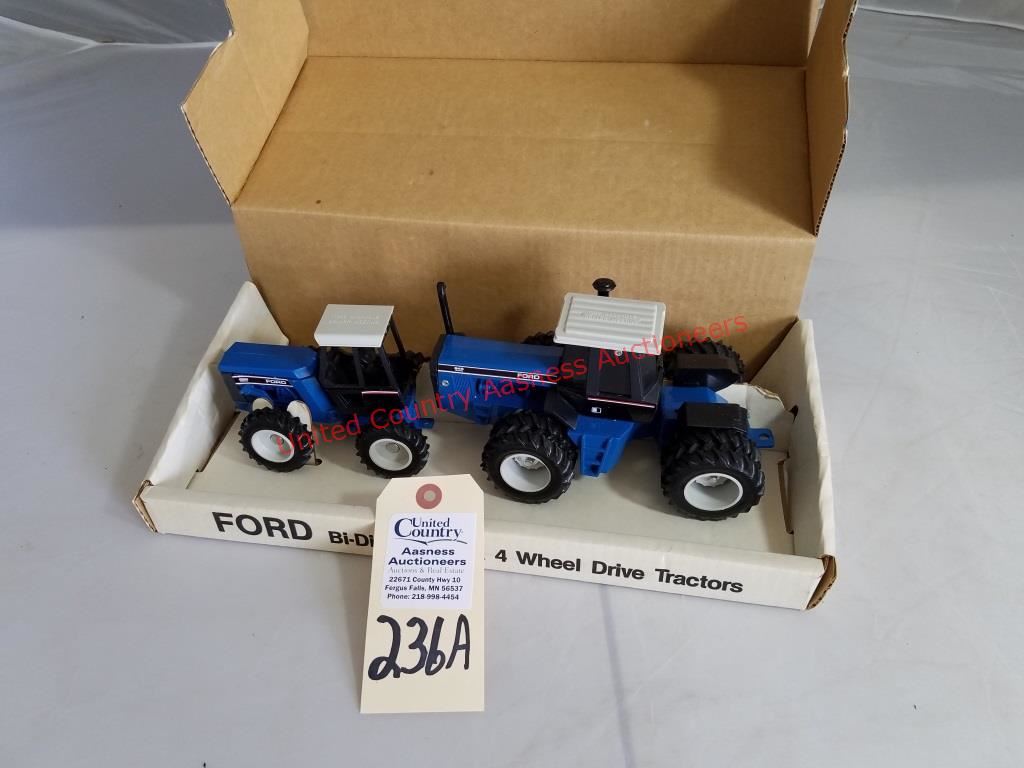 FORD
FORD
FORD Bi-Di 4 Wheel Drive Tractors
United Country Aasness Auctioneers
United
Country
Aasness
Auctioneers
Auctions & Real Estate
22671 County Hwy 10
Fergus Falls, MN 56537
Phone: 218-998-4454
236A